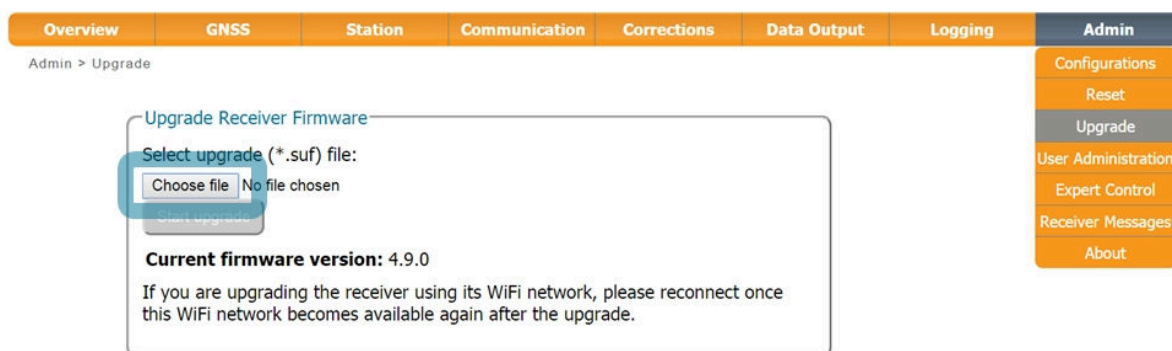 Overview GNSS Station Communication Corrections Data Output Logging Admin
Admin > Upgrade
Configurations
Reset
Upgrade
User Administration
Expert Control
Receiver Messages
About
Upgrade Receiver Firmware
Select upgrade (*.suf) file:
Choose file No file chosen
Start upgrade
Current firmware version: 4.9.0
If you are upgrading the receiver using its WiFi network, please reconnect once
this WiFi network becomes available again after the upgrade.